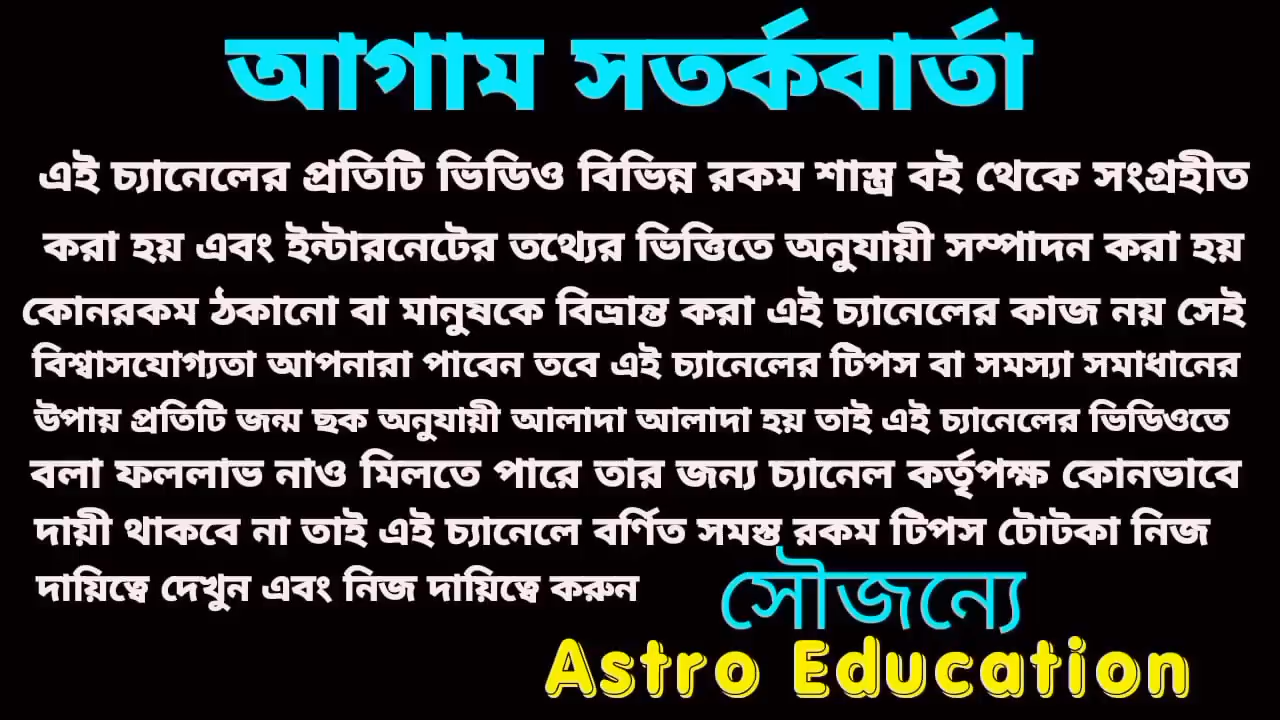 আগাম সতর্কবার্তা
এই চ্যানেলের প্রতিটি ভিডিও বিভিন্ন রকম শাস্ত্র বই থেকে সংগ্রহীত
করা হয় এবং ইন্টারনেটের তথ্যের ভিত্তিতে অনুযায়ী সম্পাদন করা হয়
কোনরকম ঠকানো বা মানুষকে বিভ্রান্ত করা এই চ্যানেলের কাজ নয় সেই
বিশ্বাসযোগ্যতা আপনারা পাবেন তবে এই চ্যানেলের টিপস বা সমস্যা সমাধানের
উপায় প্রতিটি জন্ম ছক অনুযায়ী আলাদা আলাদা হয় তাই এই চ্যানেলের ভিডিওতে
বলা ফললাভ নাও মিলতে পারে তার জন্য চ্যানেল কর্তৃপক্ষ কোনভাবে
দায়ী থাকবে না তাই এই চ্যানেলে বর্ণিত সমস্ত রকম টিপস টোটকা নিজ
দায়িত্বে দেখুন এবং নিজ দায়িত্বে করুন
সৌজন্যে
Astro Education